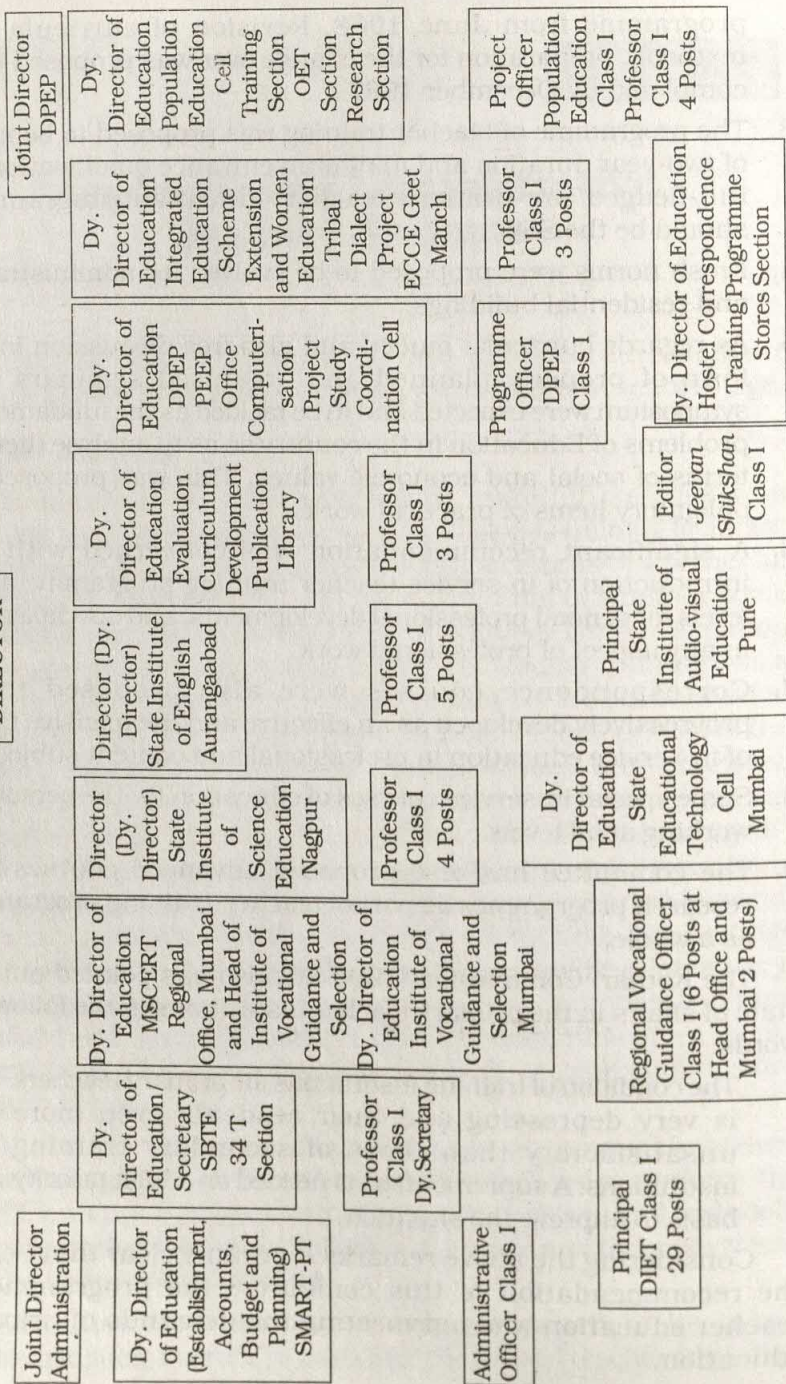 DIRECTOR
Joint Director
Administration
Joint Director
DPEP
Dy. Director
of Education
(Establishment,
Accounts,
Budget and
Planning)
SMART-PT
Dy.
Director of
Education/
Secretary
SBTE
34 T
Section
Dy. Director of
Education
MSCERT
Regional
Office, Mumbai
and Head of
Institute of
Vocational
Guidance and
Selection
Director
(Dy.
Director)
State
Institute
of
Science
Education
Nagpur
Director (Dy.
Director)
State Institute
of English
Aurangaabad
Dy.
Director of
Education
Evaluation
Curriculum
Development
Publication
Library
Dy.
Director of
Education
DPEP
PEEP
Office
Computeri-
sation
Project
Study
Coordi-
nation Cell
Dy.
Director of
Education
Integrated
Education
Scheme
Extension
and Women
Education
Tribal
Dialect
Project
ECCE Geet
Manch
Dy.
Director of
Education
Population
Education
Cell
Training
Section
OET
Section
Research
Section
Administrative
Officer Class I
Professor
Class I
Dy.Secretary
Dy. Director of
Education
Institute of
Vocational
Guidance and
Selection
Mumbai
Professor
Class I
4 Posts
Professor
Class I
5 Posts
Professor
Class I
3 Posts
Programme
Officer
DPEP
Class I
Professor
Class I
3 Posts
Project
Officer
Population
Education
Class I
Professor
Class I
4 Posts
Principal
DIET Class I
29 Posts
Regional Vocational
Guidance Officer
Class I (6 Posts at
Head Office and
Mumbai 2 Posts)
Dy.
Director of
Education
State
Educational
Technology
Cell
Mumbai
Principal
State
Institute of
Audio-visual
Education
Pune
Editor
Jeevan
Shikshan
Class I
Dy. Director of Education
Hostel Correspondence
Training Programme
Stores Section